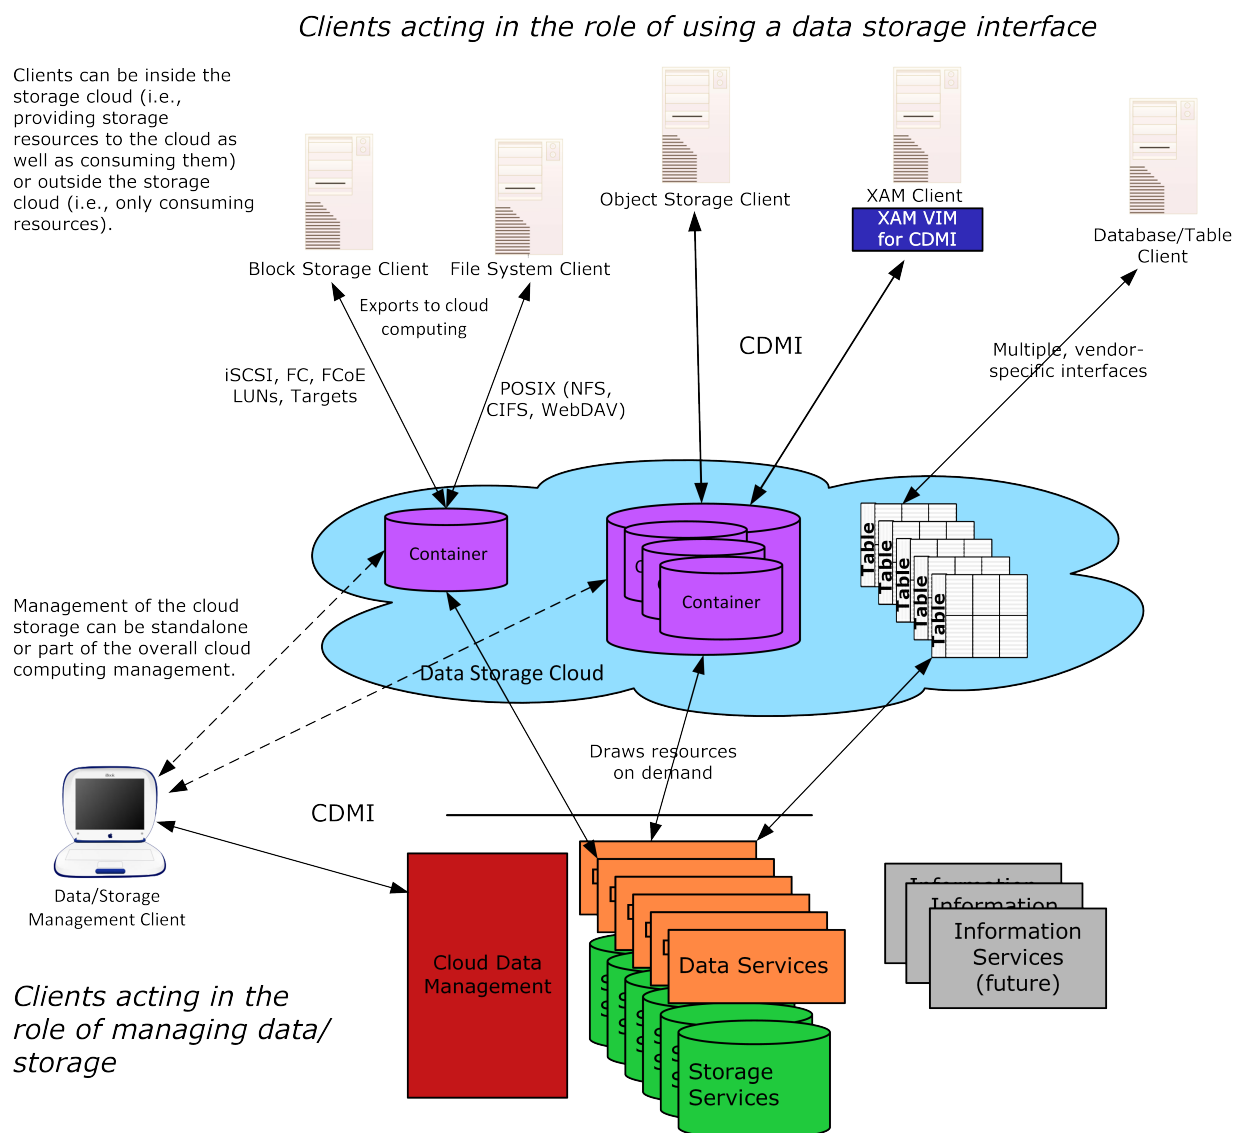 Clients acting in the role of using a data storage interface
Clients can be inside the
storage cloud (i.e.,
providing storage
resources to the cloud as
well as consuming them)
or outside the storage
cloud (i.e., only consuming
resources).
Block Storage Client
File System Client
Object Storage Client
XAM Client
XAM VIM
for CDMI
Database/Table
Client
Exports to cloud
computing
iSCSI, FC, FCoE
LUNs, Targets
POSIX (NFS,
CIFS, WebDAV)
CDMI
Multiple, vendor-
specific interfaces
Container
Container
Table
Table
Table
Table
Table
Data Storage Cloud
Management of the cloud
storage can be standalone
or part of the overall cloud
computing management.
Draws resources
on demand
CDMI
Data/Storage
Management Client
Cloud Data
Management
Data Services
Storage
Services
Information
Information
Information
Services
(future)
Clients acting in the
role of managing data/
storage